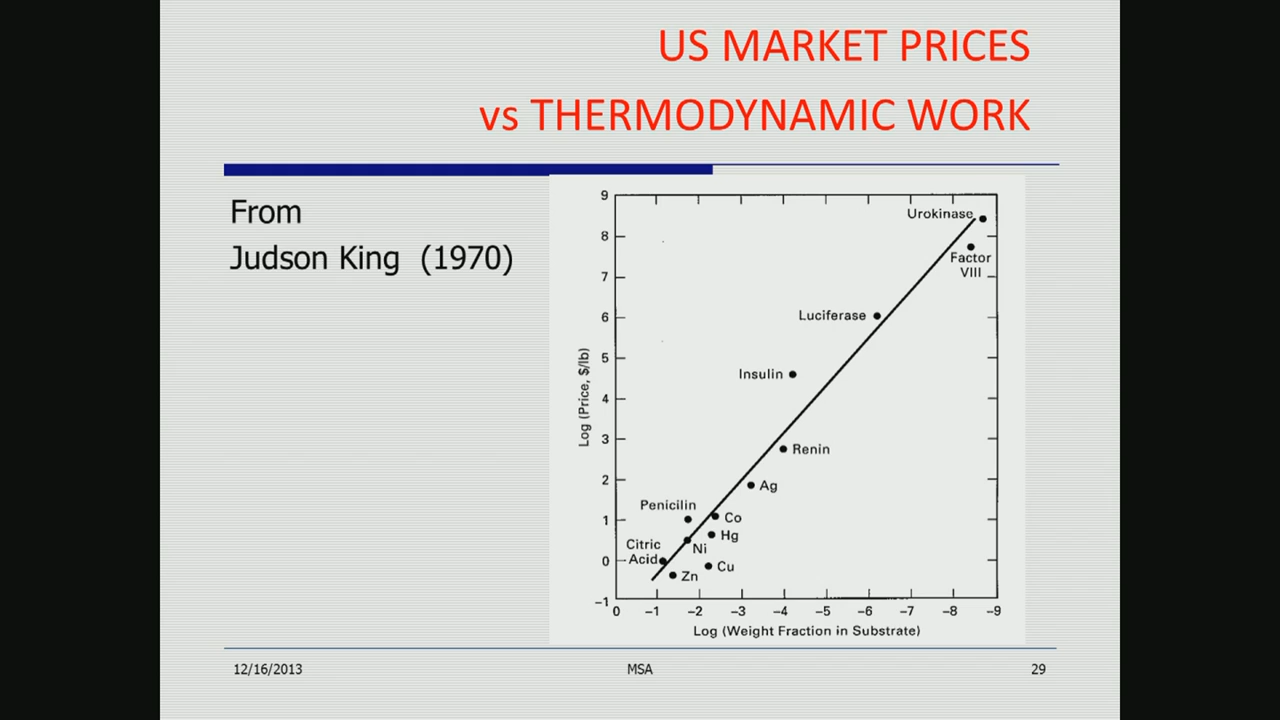 US MARKET PRICES
vs THERMODYNAMIC WORK
From
Judson King (1970)
9
8
7
6
5
4
3
2
1
0
-1
Log (Price, $/lb)
Urokinase
Factor
VIII
Luciferase
Insulin
Renin
Ag
Penicilin
Co
Hg
Ni
Citric
Acid
Cu
Zn
0 -1 -2 -3 -4 -5 -6 -7 -8 -9
Log (Weight Fraction in Substrate)
12/16/2013 MSA 29